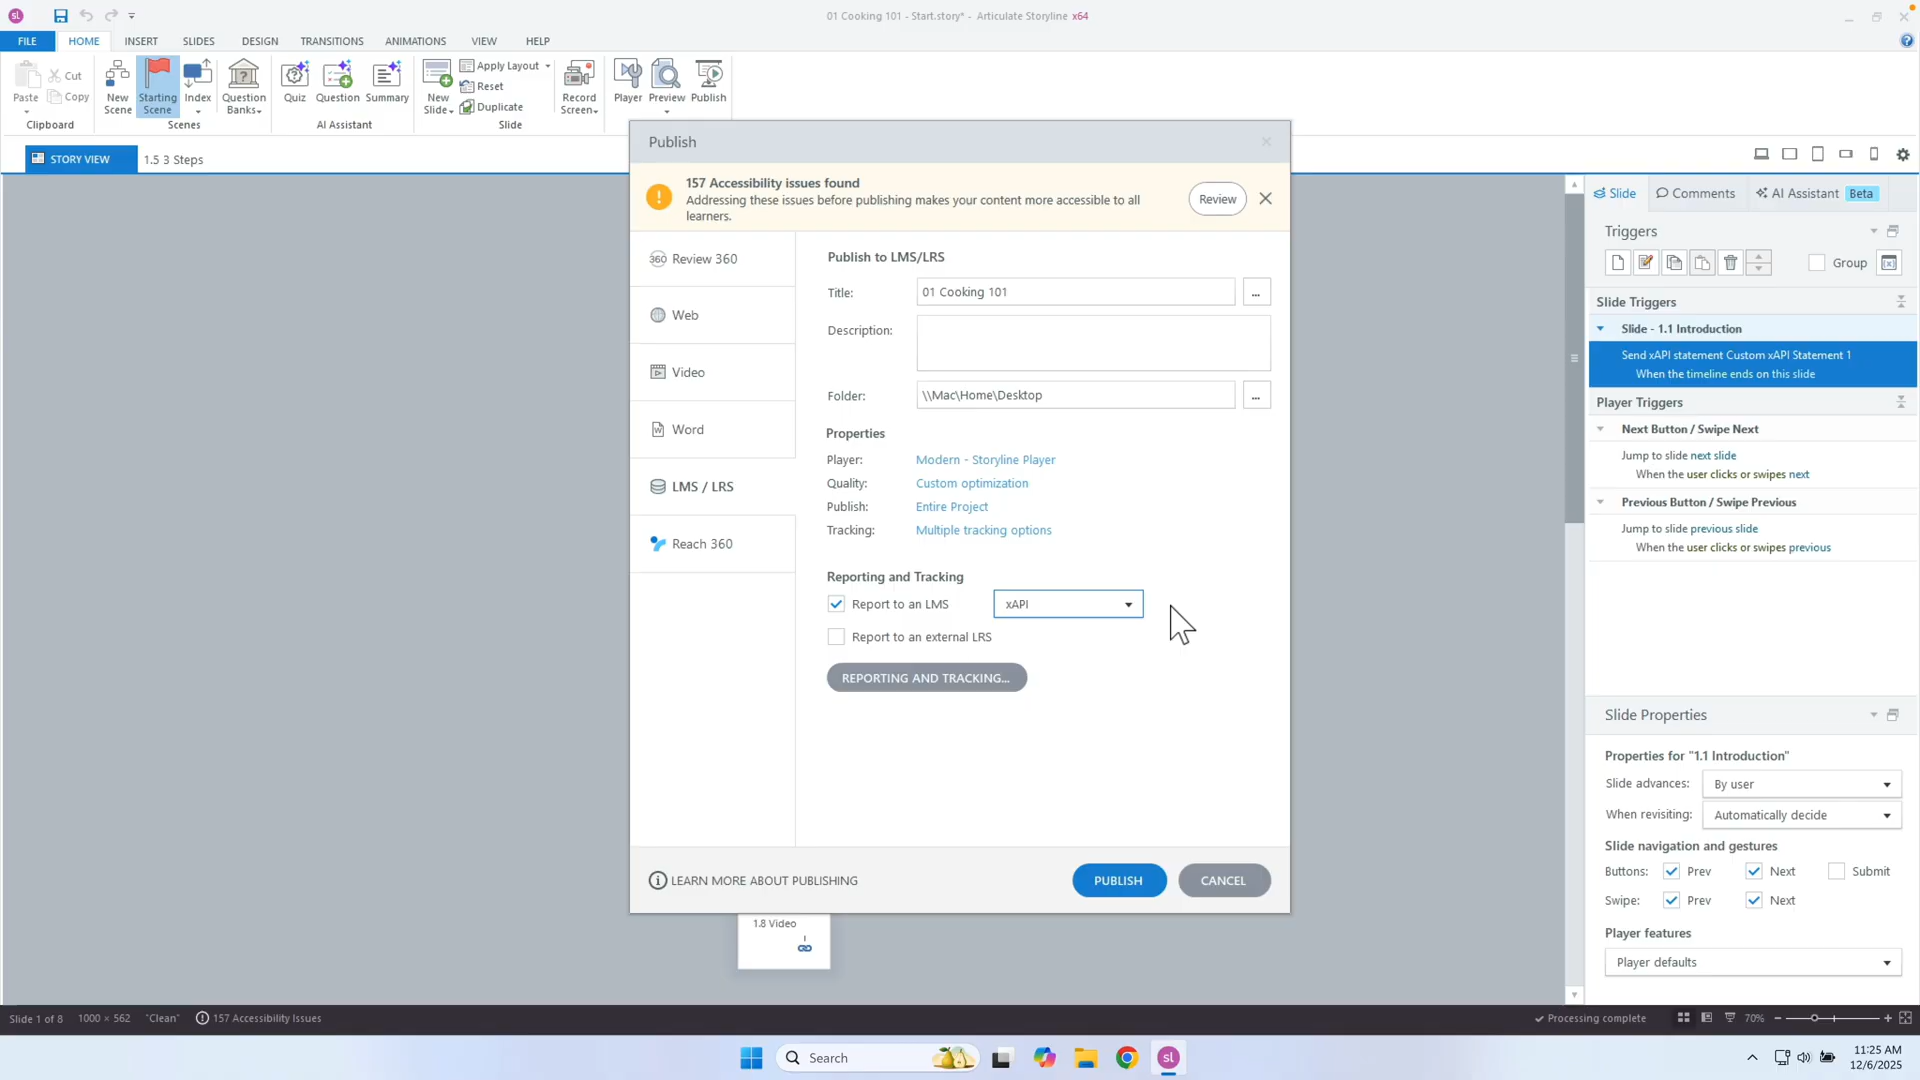 sl
01 Cooking 101 - Start.story* - Articulate Storyline x64
FILE HOME INSERT SLIDES DESIGN TRANSITIONS ANIMATIONS VIEW HELP
Paste
Cut
Copy
Clipboard
New Scene
Starting Scene
Index
Question Banks
Scenes
Quiz
Question
Summary
AI Assistant
New Slide
Apply Layout
Reset
Duplicate
Slide
Record Screen
Player
Preview
Publish
STORY VIEW
1.5 3 Steps
Publish
157 Accessibility issues found
Addressing these issues before publishing makes your content more accessible to all
learners.
Review
360 Review 360
Web
Video
Word
LMS / LRS
Reach 360
Publish to LMS/LRS
Title: 01 Cooking 101 ...
Description:
Folder: \\Mac\Home\Desktop ...
Properties
Player: Modern - Storyline Player
Quality: Custom optimization
Publish: Entire Project
Tracking: Multiple tracking options
Reporting and Tracking
Report to an LMS xAPI
Report to an external LRS
REPORTING AND TRACKING...
LEARN MORE ABOUT PUBLISHING
PUBLISH CANCEL
1.8 Video
Slide Comments AI Assistant Beta
Triggers
Group
Slide Triggers
Slide - 1.1 Introduction
Send xAPI statement Custom xAPI Statement 1
When the timeline ends on this slide
Player Triggers
Next Button / Swipe Next
Jump to slide next slide
When the user clicks or swipes next
Previous Button / Swipe Previous
Jump to slide previous slide
When the user clicks or swipes previous
Slide Properties
Properties for "1.1 Introduction"
Slide advances: By user
When revisiting: Automatically decide
Slide navigation and gestures
Buttons: Prev Next Submit
Swipe: Prev Next
Player features
Player defaults
Slide 1 of 8 1000 × 562 "Clean" 157 Accessibility Issues
Processing complete 70%
Search
sl
11:25 AM
12/6/2025